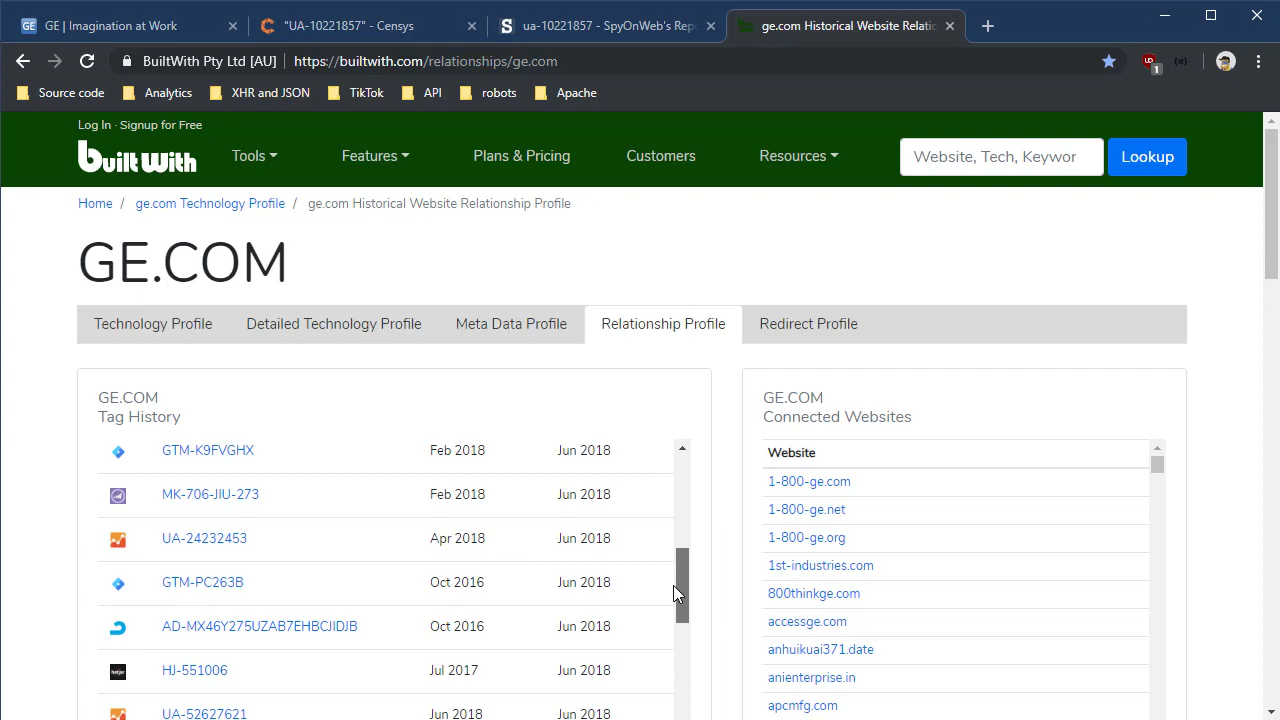 GE | Imagination at Work
"UA-10221857" - Censys
ua-10221857 - SpyOnWeb's Repo
ge.com Historical Website Relatio
BuiltWith Pty Ltd [AU]
https://builtwith.com/relationships/ge.com
1
Source code
Analytics
XHR and JSON
TikTok
API
robots
Apache
Log In · Signup for Free
built with
Tools
Features
Plans & Pricing
Customers
Resources
Website, Tech, Keywor
Lookup
Home / ge.com Technology Profile / ge.com Historical Website Relationship Profile
GE.COM
Technology Profile
Detailed Technology Profile
Meta Data Profile
Relationship Profile
Redirect Profile
GE.COM
Tag History
GTM-K9FVGHX Feb 2018 Jun 2018
MK-706-JIU-273 Feb 2018 Jun 2018
UA-24232453 Apr 2018 Jun 2018
GTM-PC263B Oct 2016 Jun 2018
AD-MX46Y275UZAB7EHBCJIDJB Oct 2016 Jun 2018
hotjar HJ-551006 Jul 2017 Jun 2018
UA-52627621 Jun 2018 Jun 2018
GE.COM
Connected Websites
Website
1-800-ge.com
1-800-ge.net
1-800-ge.org
1st-industries.com
800thinkge.com
accessge.com
anhuikuai371.date
anienterprise.in
apcmfg.com